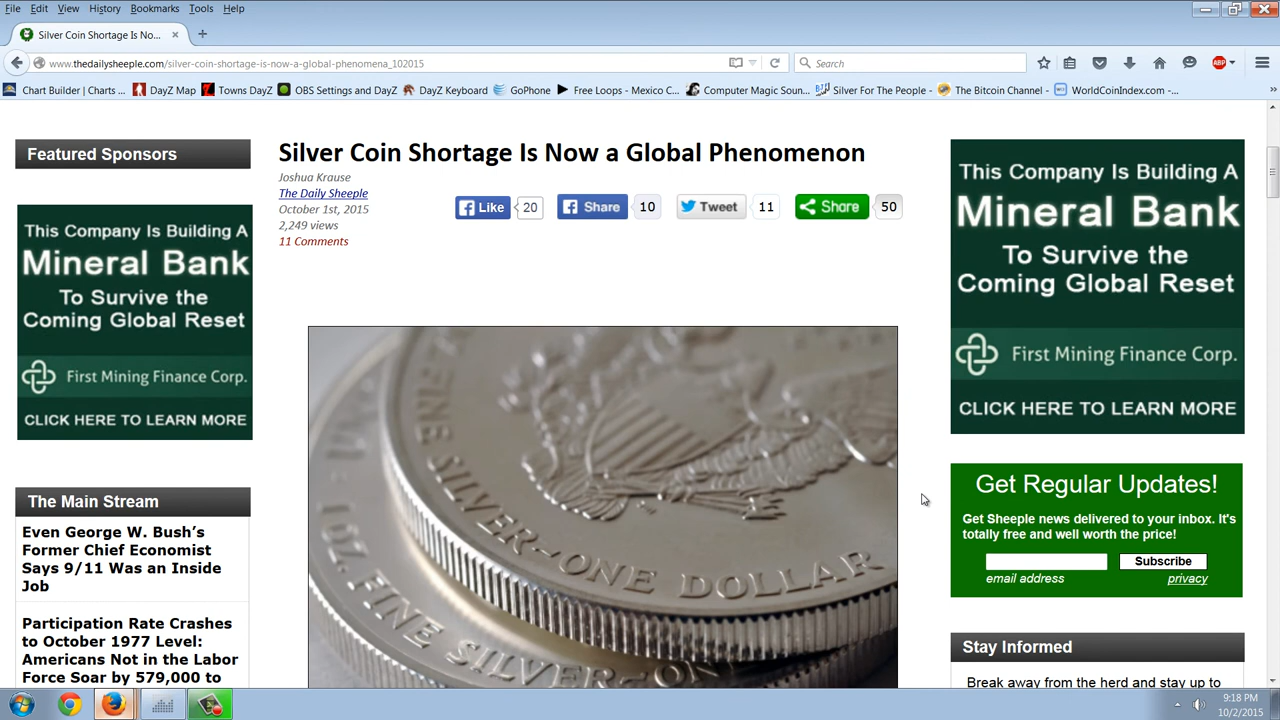 File Edit View History Bookmarks Tools Help
Silver Coin Shortage Is No... × +
www.thedailysheeple.com/silver-coin-shortage-is-now-a-global-phenomena_102015
Search
ABP
Chart Builder | Charts ... DayZ Map Towns DayZ OBS Settings and DayZ DayZ Keyboard GoPhone Free Loops - Mexico C... Computer Magic Soun... Silver For The People - The Bitcoin Channel - WorldCoinIndex.com -... »
Featured Sponsors
This Company Is Building A
Mineral Bank
To Survive the
Coming Global Reset
First Mining Finance Corp.
CLICK HERE TO LEARN MORE
The Main Stream
Even George W. Bush's
Former Chief Economist
Says 9/11 Was an Inside
Job
Participation Rate Crashes
to October 1977 Level:
Americans Not in the Labor
Force Soar by 579,000 to
Silver Coin Shortage Is Now a Global Phenomenon
Joshua Krause
The Daily Sheeple
October 1st, 2015
2,249 views
11 Comments
Like 20 Share 10 Tweet 11 Share 50
FINE SILVER~ONE DOLLAR
1 OZ. FINE SILVER~ON
This Company Is Building A
Mineral Bank
To Survive the
Coming Global Reset
First Mining Finance Corp.
CLICK HERE TO LEARN MORE
Get Regular Updates!
Get Sheeple news delivered to your inbox. It's
totally free and well worth the price!
Subscribe
email address privacy
Stay Informed
Break away from the herd and stay up to
9:18 PM
10/2/2015